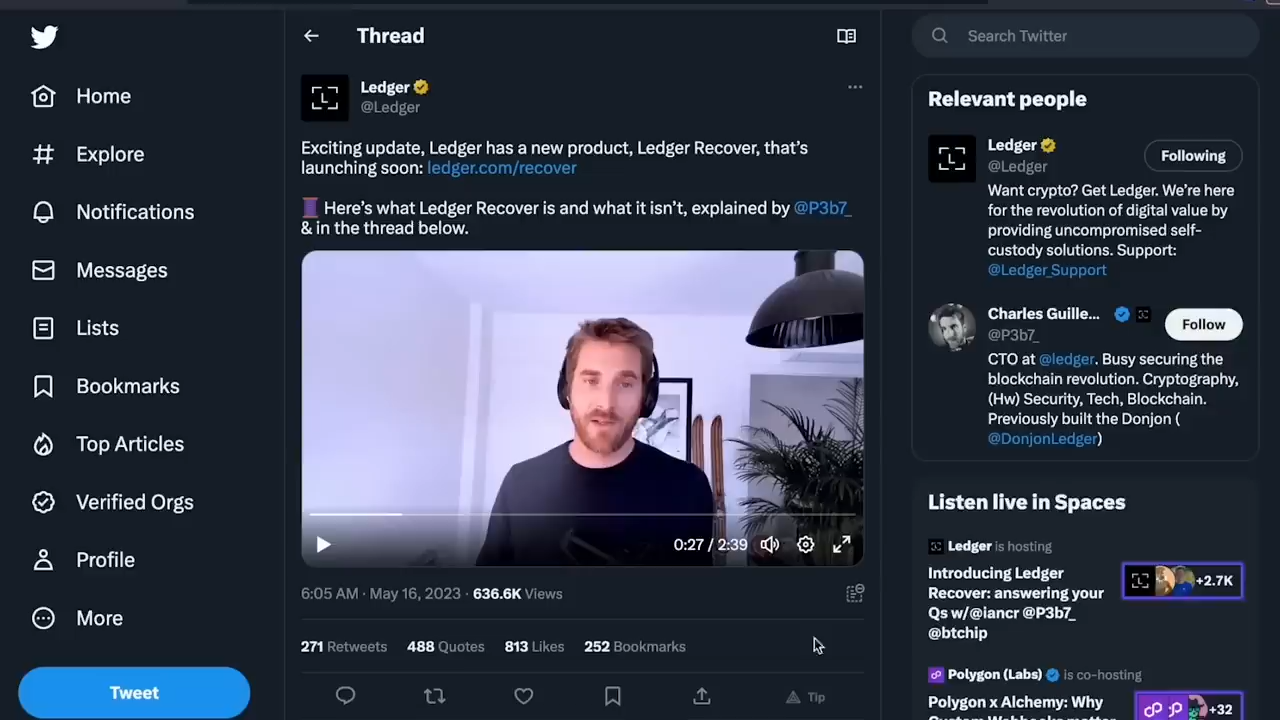 Home
Explore
Notifications
Messages
Lists
Bookmarks
Top Articles
Verified Orgs
Profile
More
Tweet
Thread
Ledger
@Ledger
Exciting update, Ledger has a new product, Ledger Recover, that's
launching soon: ledger.com/recover
Here's what Ledger Recover is and what it isn't, explained by @P3b7_
& in the thread below.
0:27 / 2:39
6:05 AM · May 16, 2023 · 636.6K Views
271 Retweets 488 Quotes 813 Likes 252 Bookmarks
Tip
Search Twitter
Relevant people
Ledger
@Ledger
Following
Want crypto? Get Ledger. We're here
for the revolution of digital value by
providing uncompromised self-
custody solutions. Support:
@Ledger_Support
Charles Guille...
@P3b7_
Follow
CTO at @ledger. Busy securing the
blockchain revolution. Cryptography,
(Hw) Security, Tech, Blockchain.
Previously built the Donjon (
@DonjonLedger)
Listen live in Spaces
Ledger is hosting
Introducing Ledger
Recover: answering your
Qs w/@iancr @P3b7_
@btchip
+2.7K
Polygon (Labs) is co-hosting
Polygon x Alchemy: Why
+32